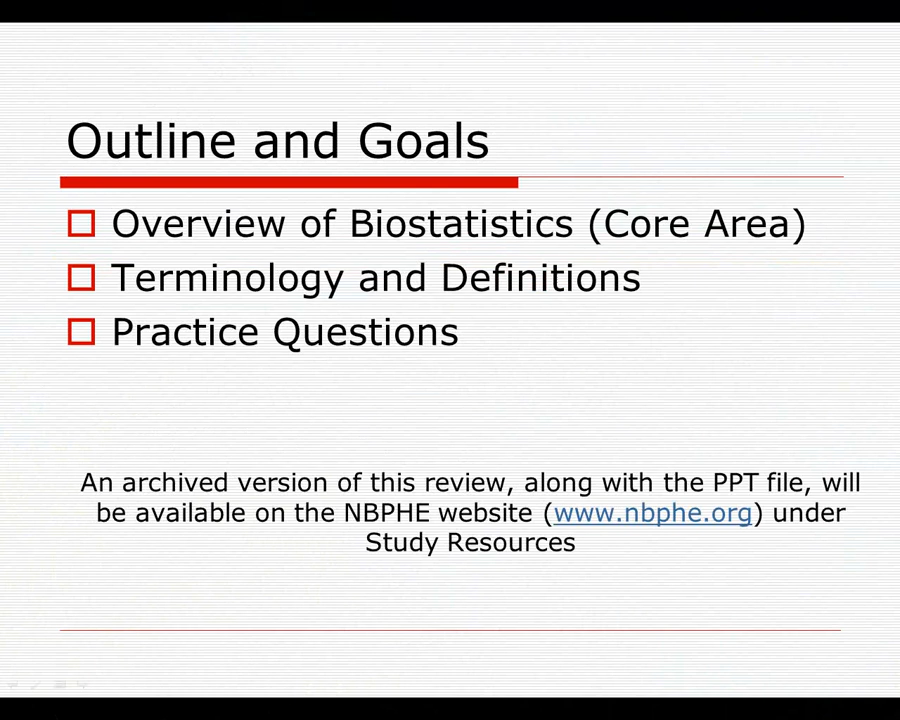 Outline and Goals
Overview of Biostatistics (Core Area)
Terminology and Definitions
Practice Questions
An archived version of this review, along with the PPT file, will
be available on the NBPHE website (www.nbphe.org) under
Study Resources